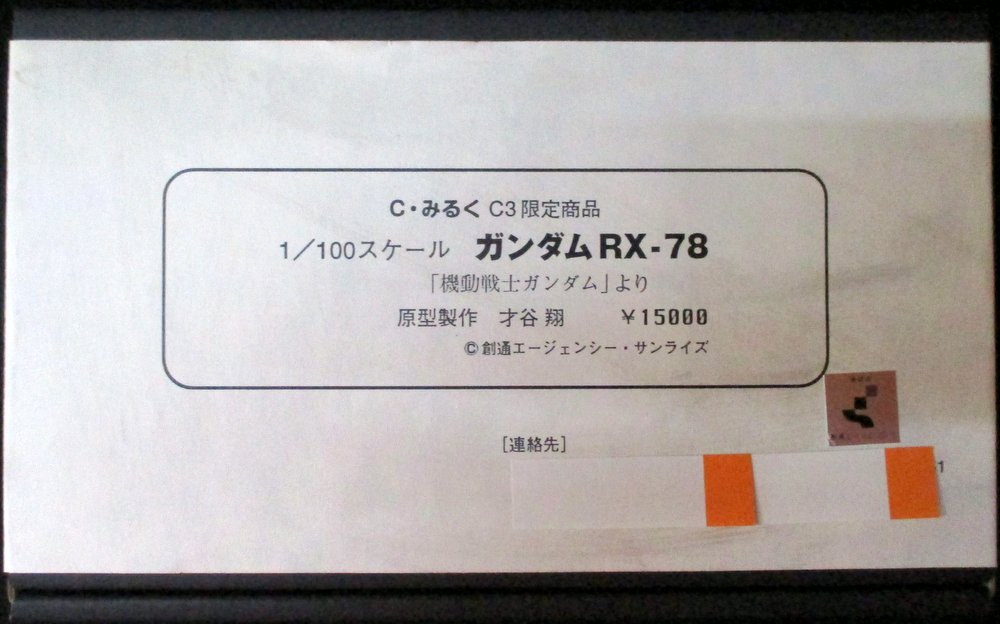 C・みるく C3限定商品
1／100スケール ガンダムRX-78
「機動戦士ガンダム」より
原型製作 才谷 翔 ￥15000
©創通エージェンシー・サンライズ
［連絡先］
1